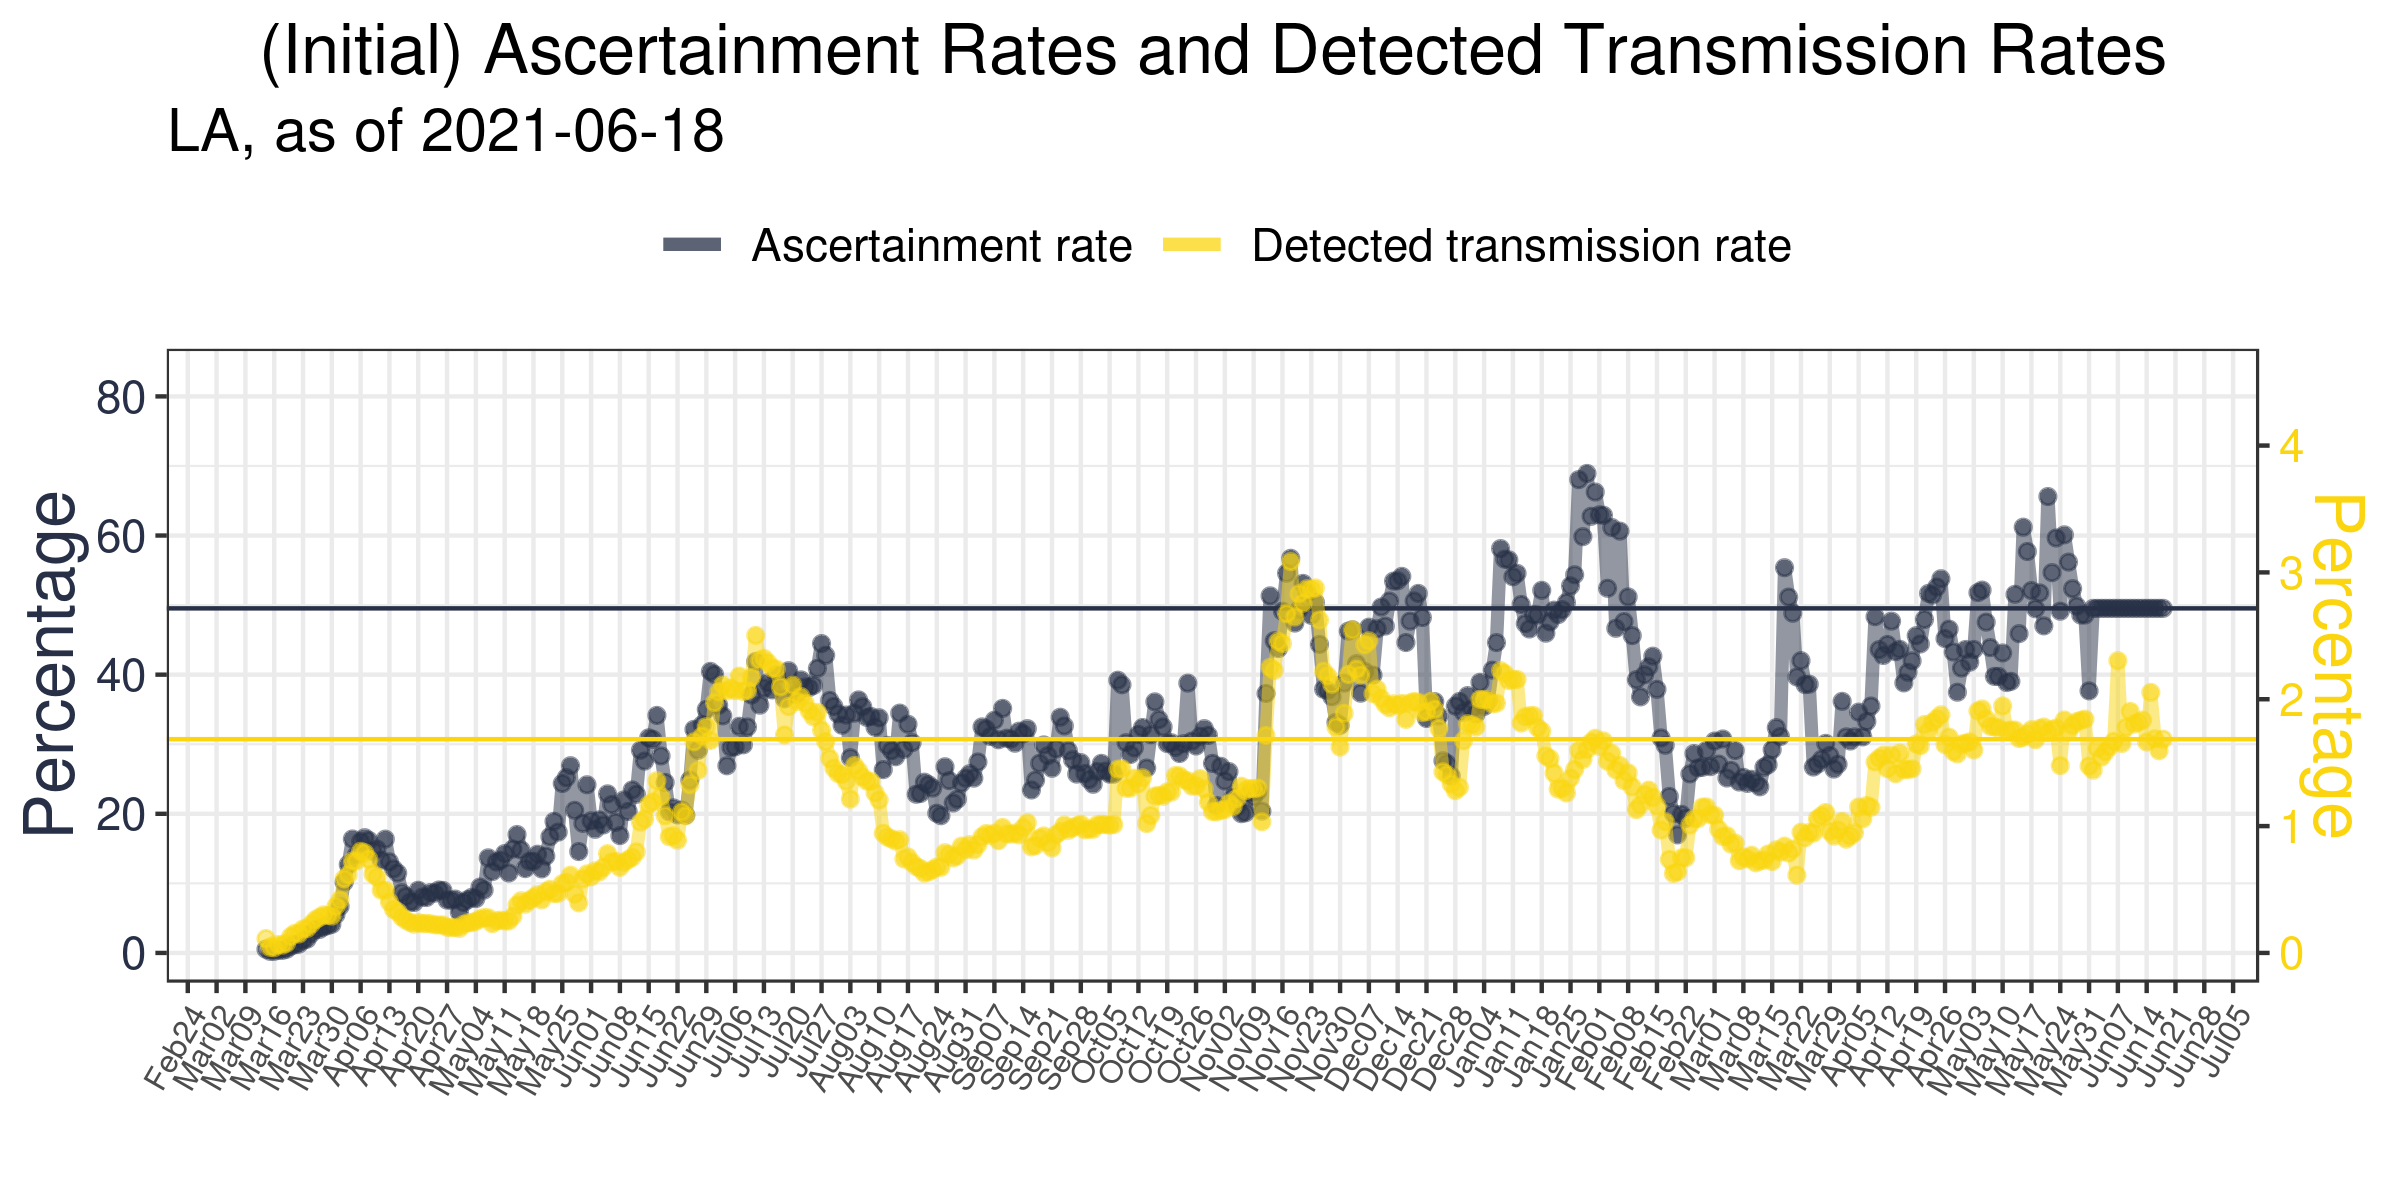 (Initial) Ascertainment Rates and Detected Transmission Rates
LA, as of 2021-06-18
Ascertainment rate
Detected transmission rate
Percentage
80
60
40
20
0
4
3
2
1
0
Percentage
Feb24
Mar02
Mar09
Mar16
Mar23
Mar30
Apr06
Apr13
Apr20
Apr27
May04
May11
May18
May25
Jun01
Jun08
Jun15
Jun22
Jun29
Jul06
Jul13
Jul20
Jul27
Aug03
Aug10
Aug17
Aug24
Aug31
Sep07
Sep14
Sep21
Sep28
Oct05
Oct12
Oct19
Oct26
Nov02
Nov09
Nov16
Nov23
Nov30
Dec07
Dec14
Dec21
Dec28
Jan04
Jan11
Jan18
Jan25
Feb01
Feb08
Feb15
Feb22
Mar01
Mar08
Mar15
Mar22
Mar29
Apr05
Apr12
Apr19
Apr26
May03
May10
May17
May24
May31
Jun07
Jun14
Jun21
Jun28
Jul05